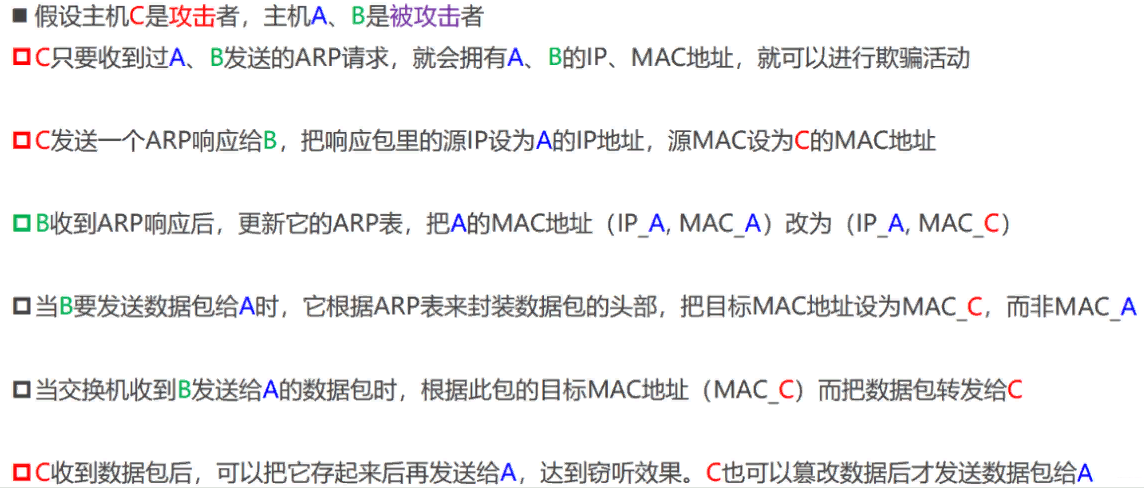 假设主机C是攻击者，主机A、B是被攻击者
C只要收到过A、B发送的ARP请求，就会拥有A、B的IP、MAC地址，就可以进行欺骗活动
C发送一个ARP响应给B，把响应包里的源IP设为A的IP地址，源MAC设为C的MAC地址
B收到ARP响应后，更新它的ARP表，把A的MAC地址（IP_A, MAC_A）改为（IP_A, MAC_C）
当B要发送数据包给A时，它根据ARP表来封装数据包的头部，把目标MAC地址设为MAC_C，而非MAC_A
当交换机收到B发送给A的数据包时，根据此包的目标MAC地址（MAC_C）而把数据包转发给C
C收到数据包后，可以把它存起来后再发送给A，达到窃听效果。C也可以篡改数据后才发送数据包给A